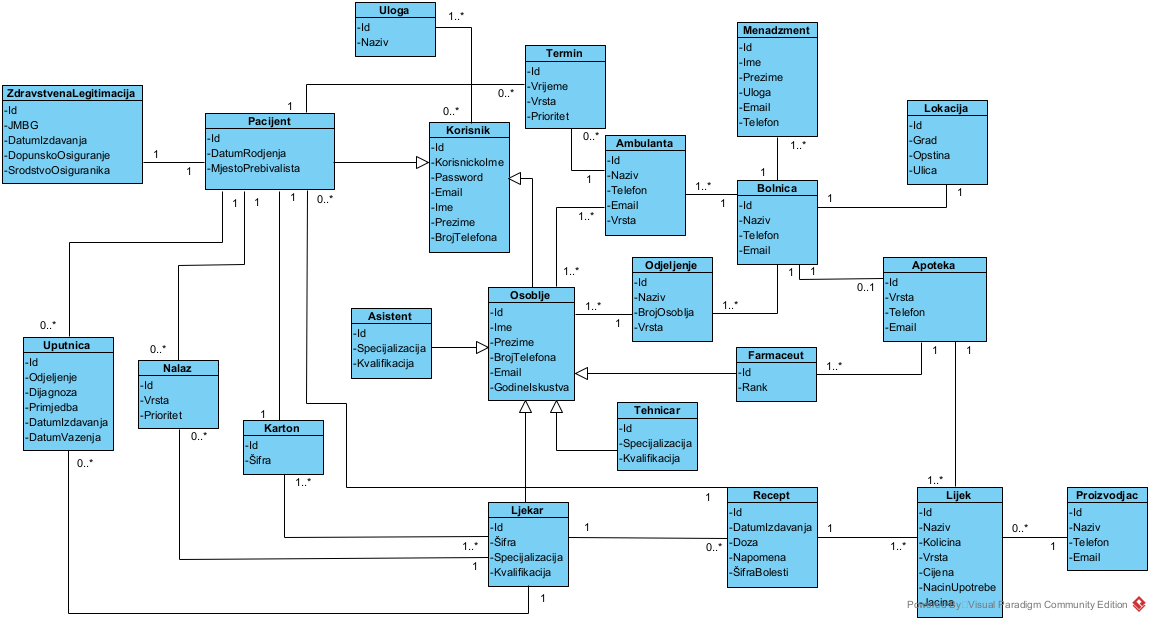 Uloga
-Id
-Naziv
1..*
0..*
Termin
-Id
-Vrijeme
-Vrsta
-Prioritet
0..*
1
0..*
1
Menadzment
-Id
-Ime
-Prezime
-Uloga
-Email
-Telefon
1..*
1
ZdravstvenaLegitimacija
-Id
-JMBG
-DatumIzdavanja
-DopunskoOsiguranje
-SrodstvoOsiguranika
1
1
Pacijent
-Id
-DatumRodjenja
-MjestoPrebivalista
1
1
1
0..*
Korisnik
-Id
-KorisnickoIme
-Password
-Email
-Ime
-Prezime
-BrojTelefona
Ambulanta
-Id
-Naziv
-Telefon
-Email
-Vrsta
1..*
1..*
1
1..*
Lokacija
-Id
-Grad
-Opstina
-Ulica
1
1
Bolnica
-Id
-Naziv
-Telefon
-Email
1
1
0..1
Odjeljenje
-Id
-Naziv
-BrojOsoblja
-Vrsta
1..*
1..*
1
Apoteka
-Id
-Vrsta
-Telefon
-Email
1
1
Osoblje
-Id
-Ime
-Prezime
-BrojTelefona
-Email
-GodineIskustva
Asistent
-Id
-Specijalizacija
-Kvalifikacija
Farmaceut
-Id
-Rank
1..*
Tehnicar
-Id
-Specijalizacija
-Kvalifikacija
0..*
Uputnica
-Id
-Odjeljenje
-Dijagnoza
-Primjedba
-DatumIzdavanja
-DatumVazenja
0..*
0..*
Nalaz
-Id
-Vrsta
-Prioritet
0..*
1
Karton
-Id
-Šifra
1..*
Ljekar
-Id
-Šifra
-Specijalizacija
-Kvalifikacija
1..*
1
1
1
0..*
1
Recept
-Id
-DatumIzdavanja
-Doza
-Napomena
-ŠifraBolesti
1
1..*
1..*
Lijek
-Id
-Naziv
-Kolicina
-Vrsta
-Cijena
-NacinUpotrebe
-Jacina
0..*
1
Proizvodjac
-Id
-Naziv
-Telefon
-Email
Powered By Visual Paradigm Community Edition